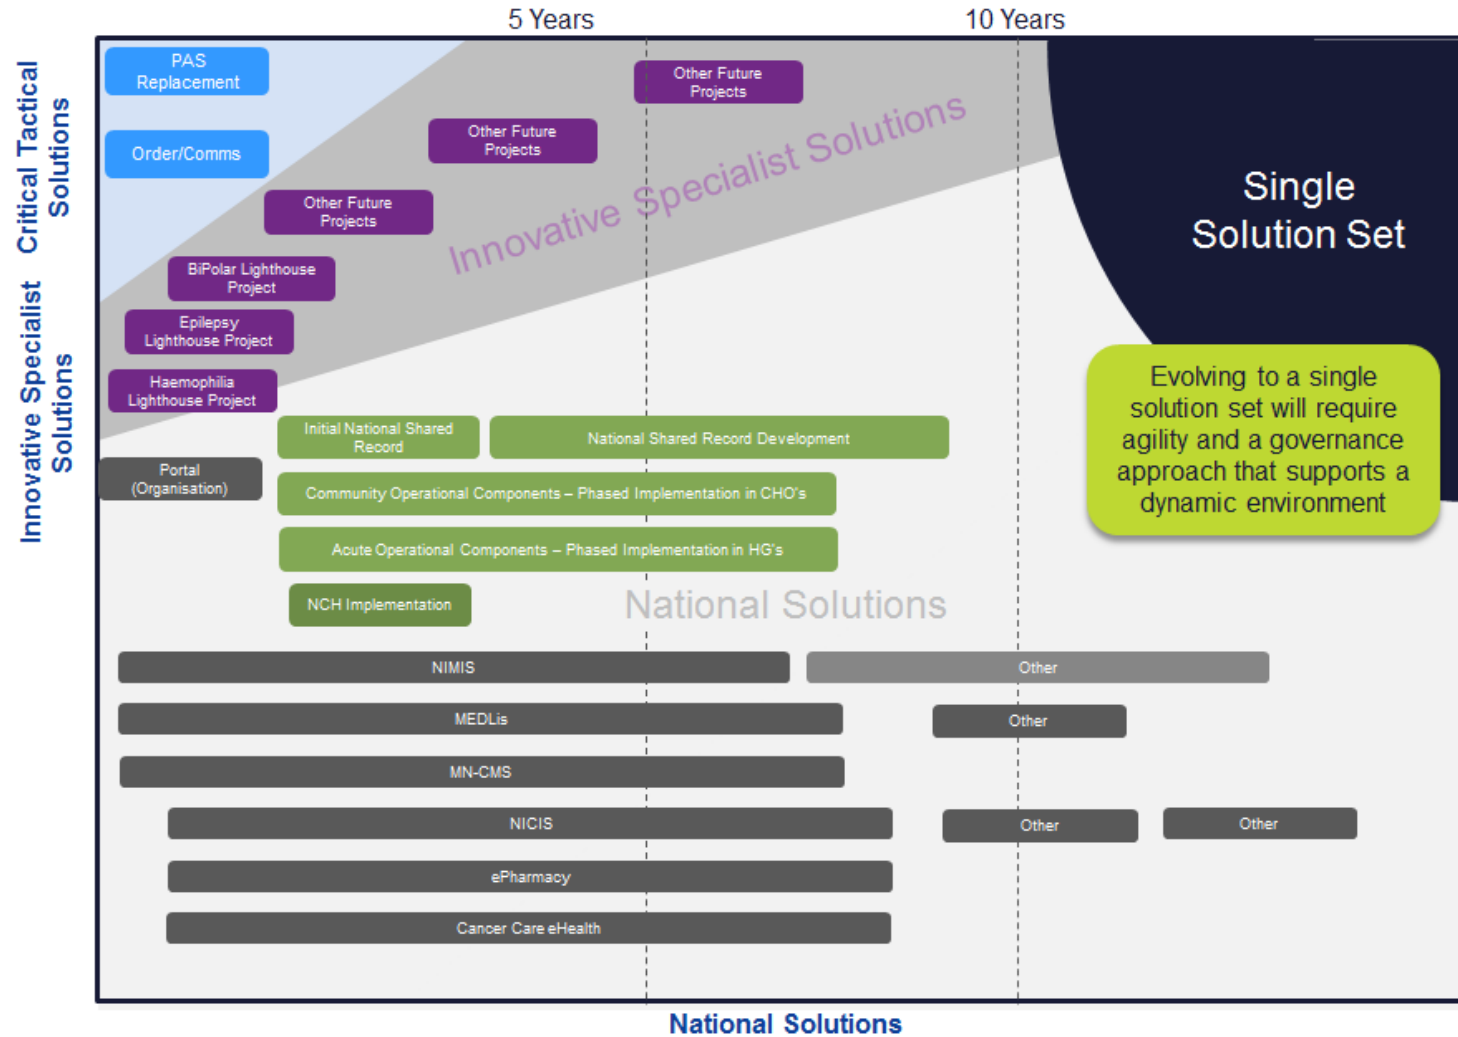 5 Years
10 Years
Critical Tactical
Solutions
Innovative Specialist
Solutions
PAS
Replacement
Order/Comms
Other Future
Projects
Other Future
Projects
Other Future
Projects
BiPolar Lighthouse
Project
Epilepsy
Lighthouse Project
Haemophilia
Lighthouse Project
Innovative Specialist Solutions
Single
Solution Set
Evolving to a single
solution set will require
agility and a governance
approach that supports a
dynamic environment
Initial National Shared
Record
National Shared Record Development
Portal
(Organisation)
Community Operational Components – Phased Implementation in CHO's
Acute Operational Components – Phased Implementation in HG's
NCH Implementation
National Solutions
NIMIS
Other
MEDLis
Other
MN-CMS
NICIS
Other
Other
ePharmacy
Cancer Care eHealth
National Solutions